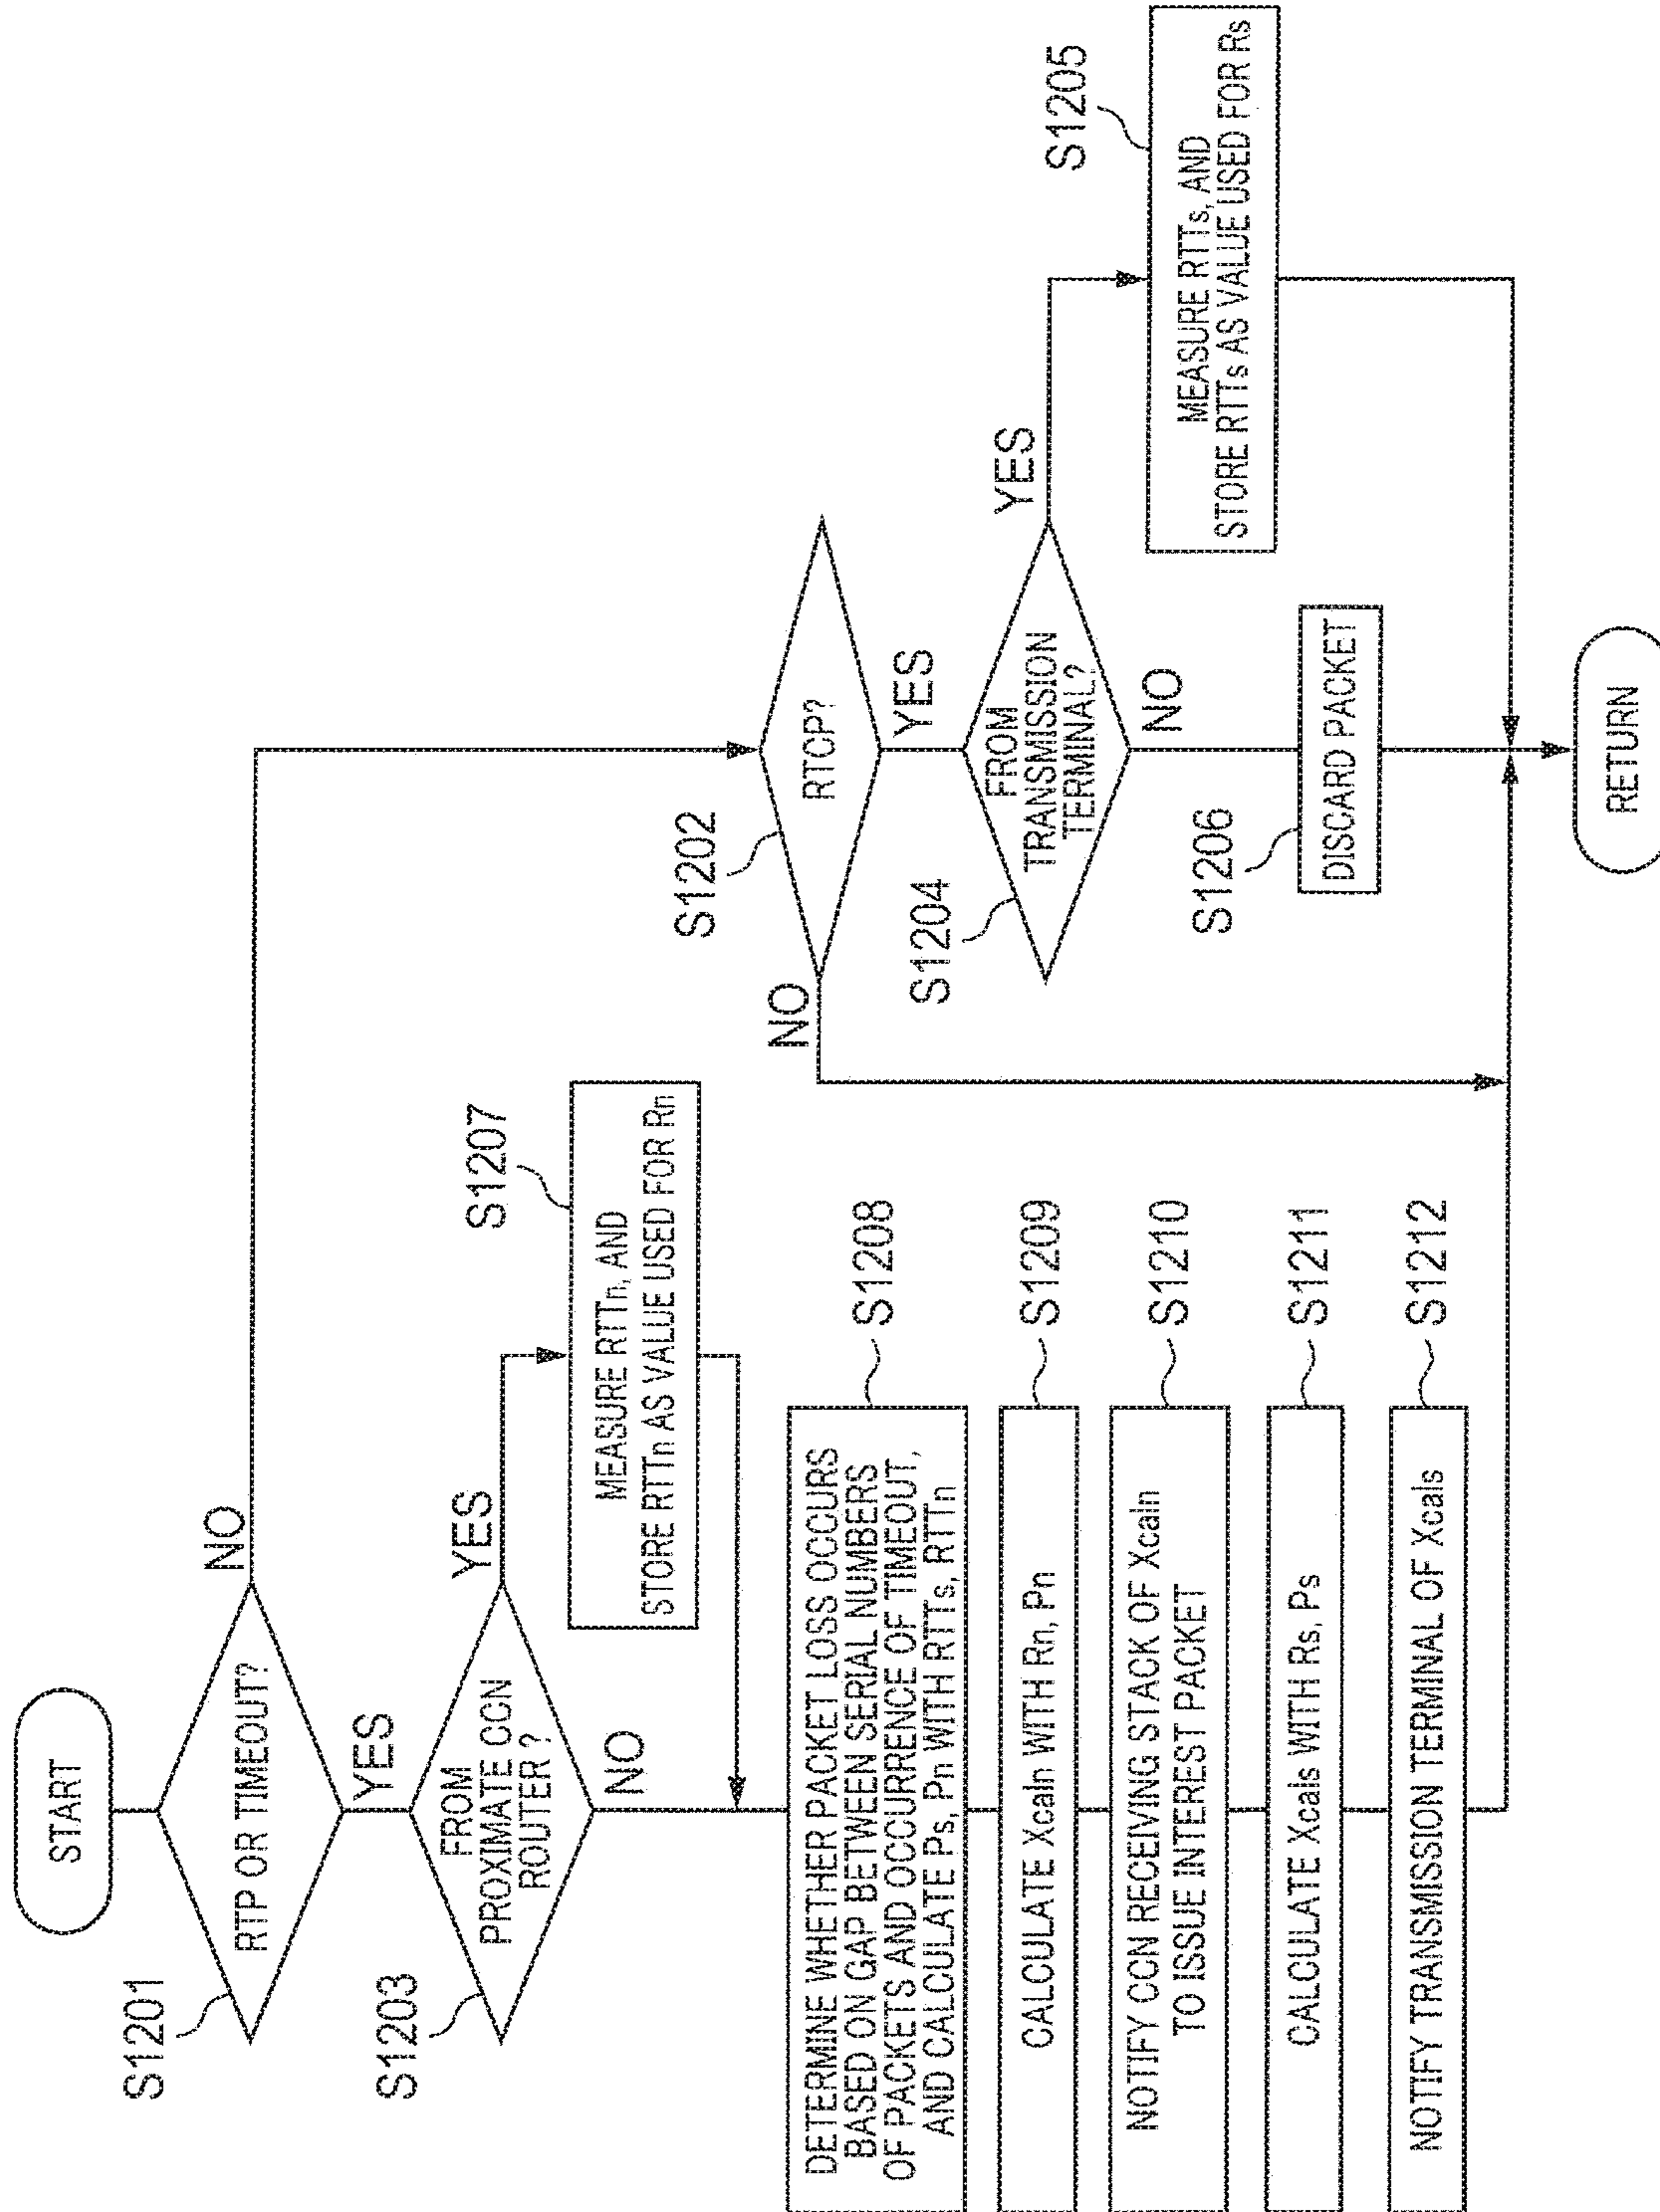 START
S1201
RTP OR TIMEOUT?
NO
YES
S1203
FROM
PROXIMATE CCN
ROUTER?
YES
NO
S1207
MEASURE RTTn, AND
STORE RTTn AS VALUE USED FOR Rn
DETERMINE WHETHER PACKET LOSS OCCURS
BASED ON GAP BETWEEN SERIAL NUMBERS
OF PACKETS AND OCCURRENCE OF TIMEOUT,
AND CALCULATE Ps, Pn WITH RTTs, RTTn
S1208
CALCULATE Xcaln WITH Rn, Pn
S1209
NOTIFY CCN RECEIVING STACK OF Xcaln
TO ISSUE INTEREST PACKET
S1210
CALCULATE Xcals WITH Rs, Ps
S1211
NOTIFY TRANSMISSION TERMINAL OF Xcals
S1212
S1202
RTCP?
NO
YES
S1204
FROM
TRANSMISSION
TERMINAL?
YES
NO
S1205
MEASURE RTTs, AND
STORE RTTs AS VALUE USED FOR Rs
S1206
DISCARD PACKET
RETURN